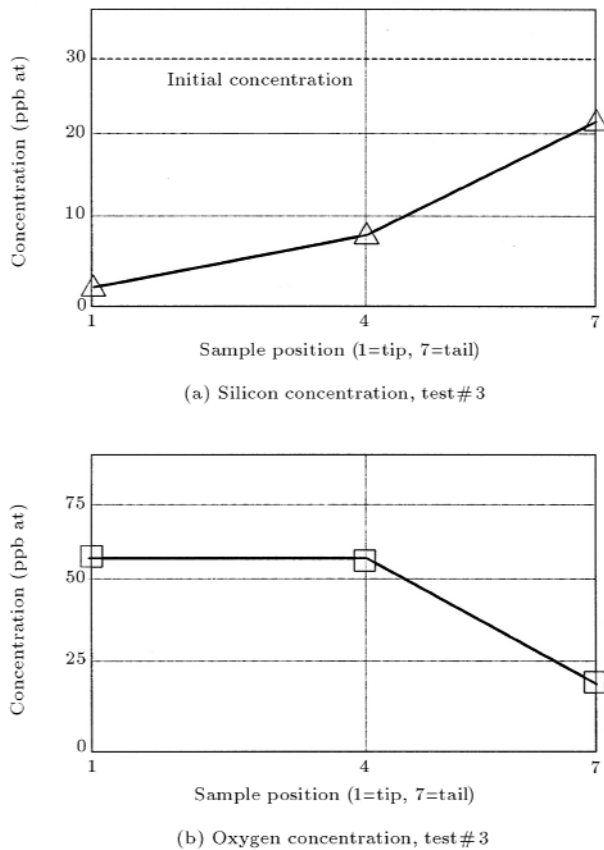 30
Initial concentration
20
10
0
Concentration (ppb at)
1 4 7
Sample position (1=tip, 7=tail)
(a) Silicon concentration, test#3
75
50
25
0
Concentration (ppb at)
1 4 7
Sample position (1=tip, 7=tail)
(b) Oxygen concentration, test#3